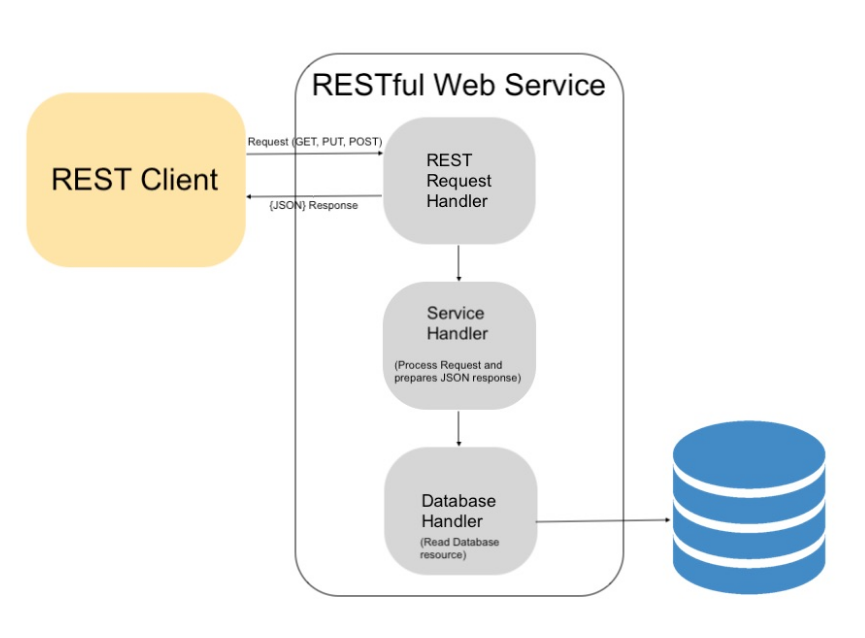 RESTful Web Service
REST Client
Request (GET, PUT, POST)
{JSON} Response
REST
Request
Handler
Service
Handler
(Process Request and
prepares JSON response)
Database
Handler
(Read Database
resource)